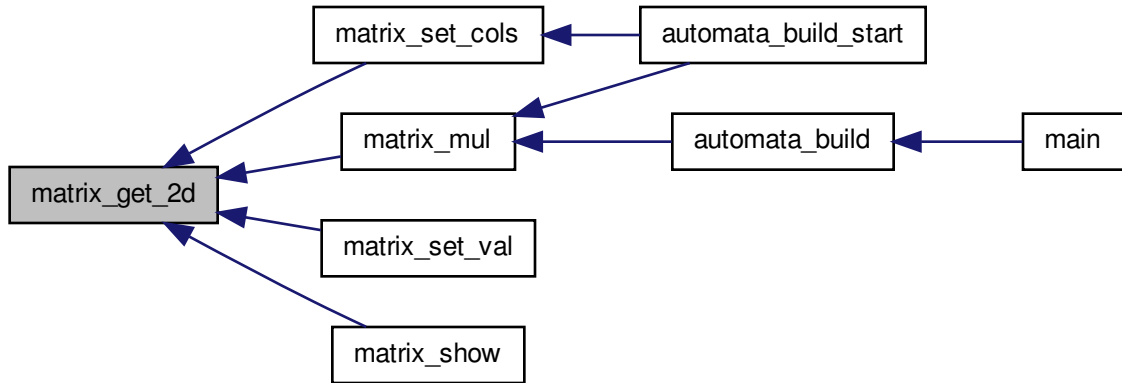 matrix_set_cols
automata_build_start
matrix_mul
automata_build
main
matrix_get_2d
matrix_set_val
matrix_show